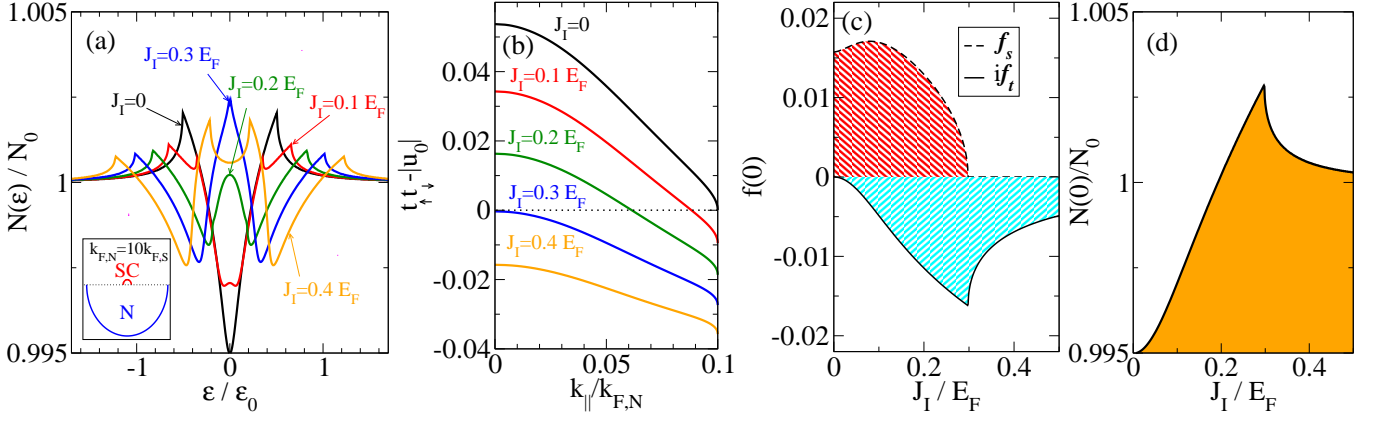 (a)
1.005
1
0.995
N(ε) / N0
J_I=0.3 E_F
J_I=0.2 E_F
J_I=0
J_I=0.1 E_F
J_I=0.4 E_F
k_F,N=10k_F,S
SC
N
-1 0 1
ε / ε0
(b)
0.04
0.02
0
-0.02
-0.04
t↑t↓-|u0|
J_I=0
J_I=0.1 E_F
J_I=0.2 E_F
J_I=0.3 E_F
J_I=0.4 E_F
0 0.05 0.1
k_||/k_F,N
(c)
0.02
0.01
0
-0.01
-0.02
f(0)
f_s
if_t
0 0.2 0.4
J_I / E_F
(d)
1.005
1
0.995
N(0)/N0
0 0.2 0.4
J_I / E_F